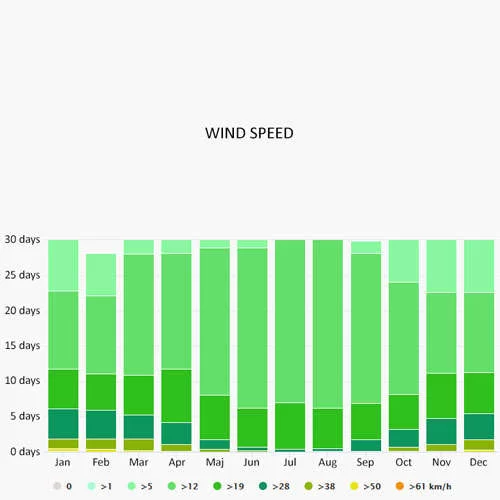 WIND SPEED
30 days
25 days
20 days
15 days
10 days
5 days
0 days
Jan Feb Mar Apr Maj Jun Jul Aug Sep Oct Nov Dec
0 >1 >5 >12 >19 >28 >38 >50 >61 km/h